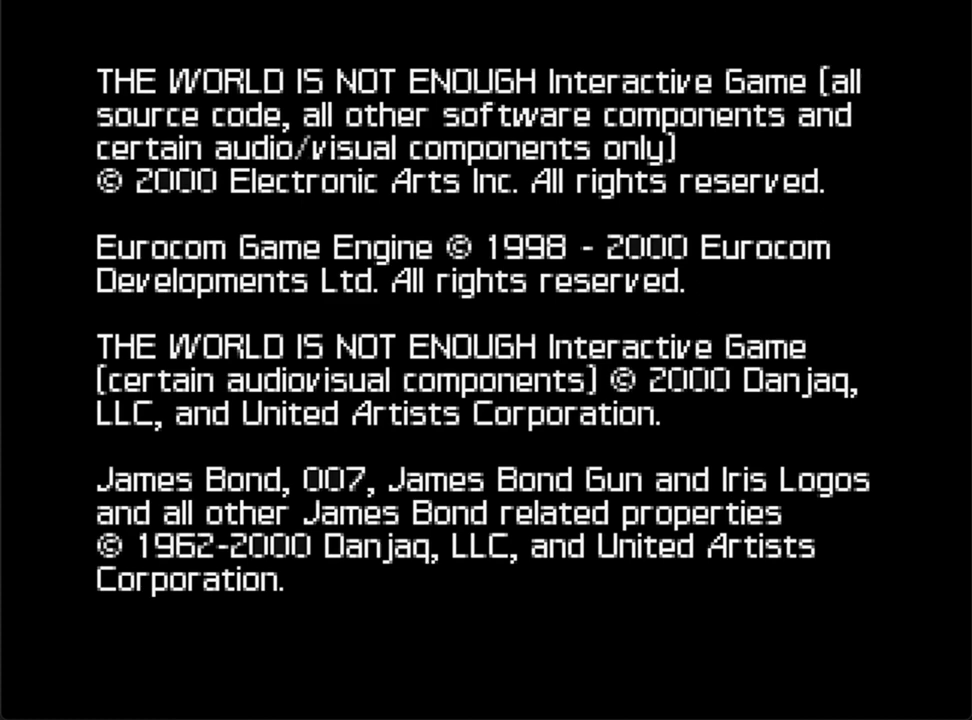 THE WORLD IS NOT ENOUGH Interactive Game (all
source code, all other software components and
certain audio/visual components only)
© 2000 Electronic Arts Inc. All rights reserved.
Eurocom Game Engine © 1998 - 2000 Eurocom
Developments Ltd. All rights reserved.
THE WORLD IS NOT ENOUGH Interactive Game
(certain audiovisual components) © 2000 Danjaq,
LLC, and United Artists Corporation.
James Bond, 007, James Bond Gun and Iris Logos
and all other James Bond related properties
© 1962-2000 Danjaq, LLC, and United Artists
Corporation.